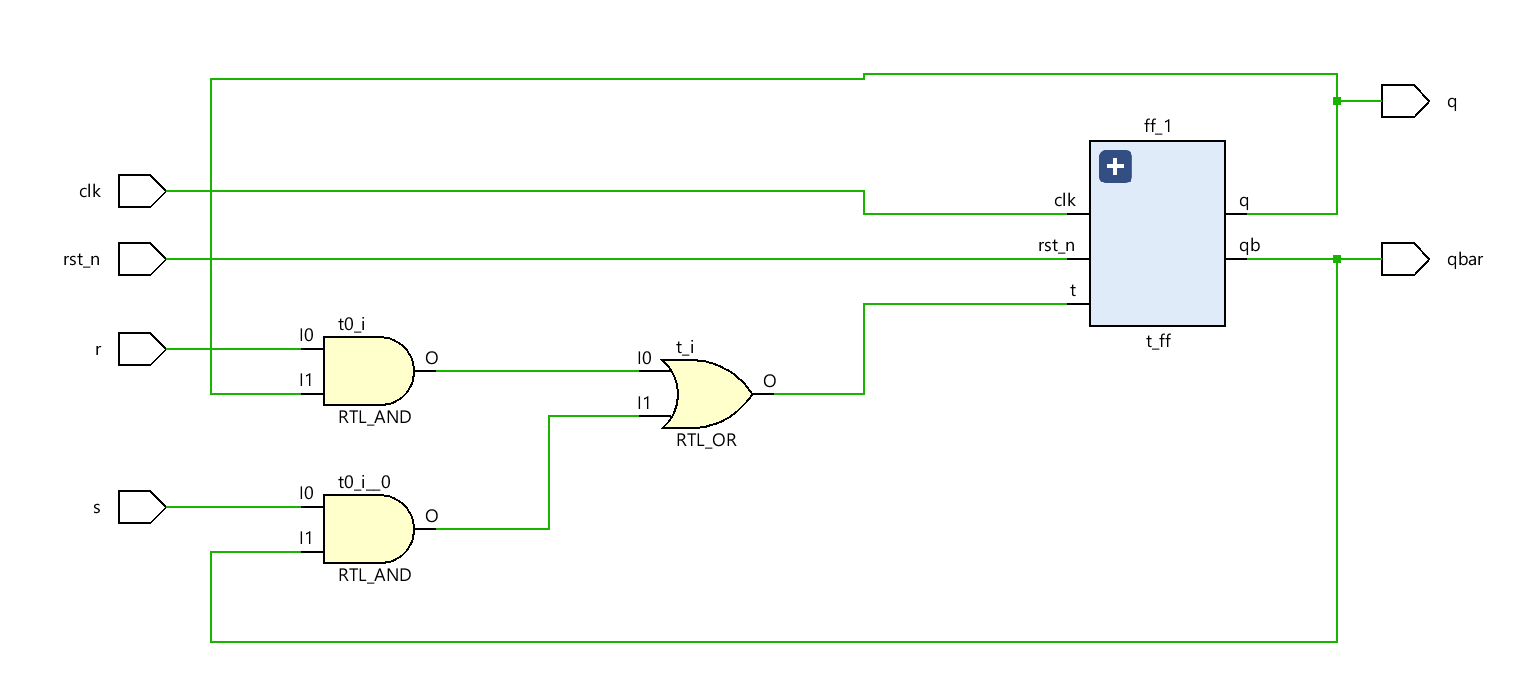 q
ff_1
clk
clk
q
rst_n
rst_n
qb
qbar
t
t0_i
I0
r
t_ff
t_i
O
I0
I1
O
I1
RTL_AND
RTL_OR
t0_i__0
I0
s
O
I1
RTL_AND